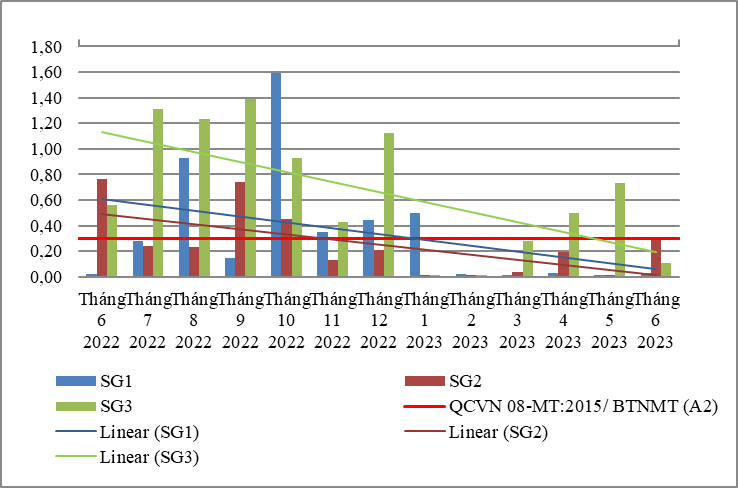 1,80
1,60
1,40
1,20
1,00
0,80
0,60
0,40
0,20
0,00
Tháng Tháng Tháng Tháng Tháng Tháng Tháng Tháng Tháng Tháng Tháng Tháng Tháng
6 7 8 9 10 11 12 1 2 3 4 5 6
2022 2022 2022 2022 2022 2022 2022 2023 2023 2023 2023 2023 2023
SG1 SG2
SG3 QCVN 08-MT:2015/ BTNMT (A2)
Linear (SG1) Linear (SG2)
Linear (SG3)